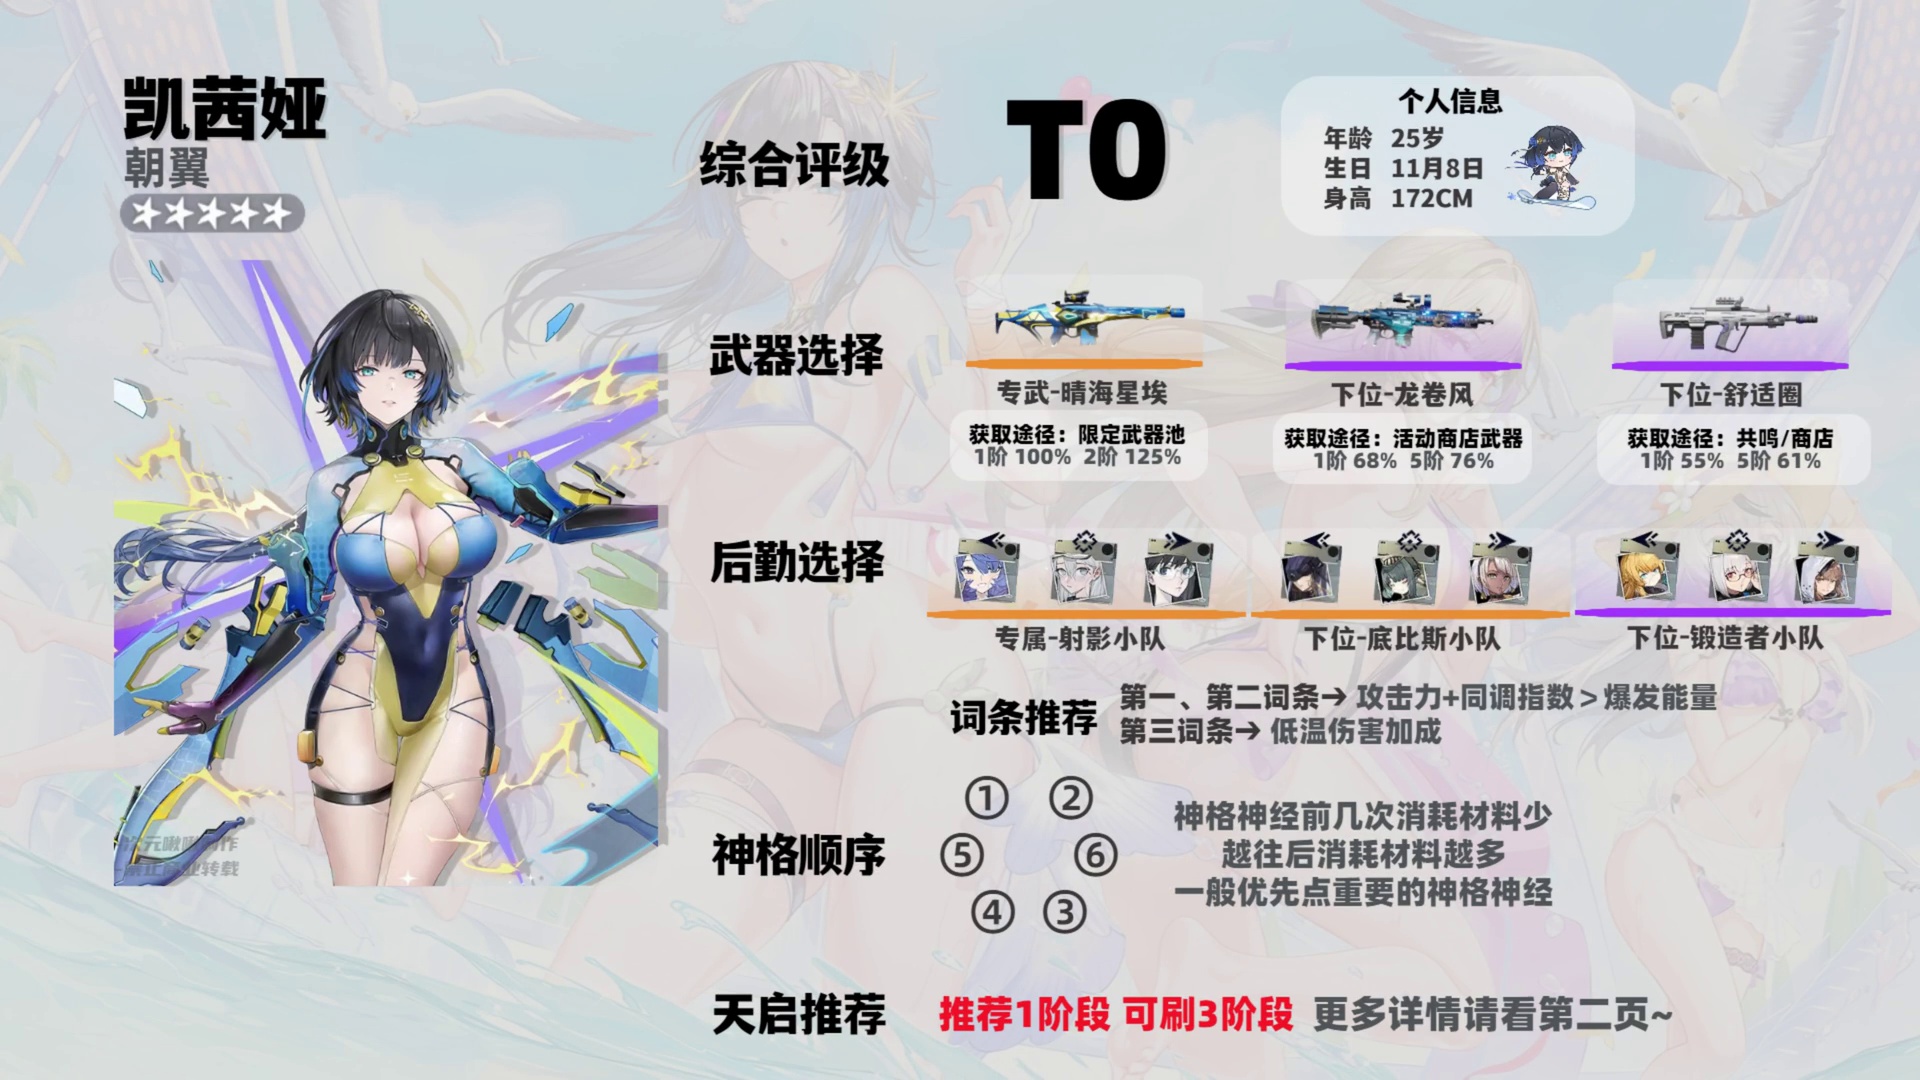 凯茜娅
朝翼
综合评级
T0
个人信息
年龄 25岁
生日 11月8日
身高 172CM
武器选择
专武-晴海星埃
获取途径：限定武器池
1阶 100% 2阶 125%
下位-龙卷风
获取途径：活动商店武器
1阶 68% 5阶 76%
下位-舒适圈
获取途径：共鸣/商店
1阶 55% 5阶 61%
后勤选择
专属-射影小队
下位-底比斯小队
下位-锻造者小队
词条推荐
第一、第二词条→ 攻击力+同调指数＞爆发能量
第三词条→ 低温伤害加成
神格顺序
① ②
⑤ ⑥
④ ③
神格神经前几次消耗材料少
越往后消耗材料越多
一般优先点重要的神格神经
天启推荐
推荐1阶段 可刷3阶段 更多详情请看第二页~